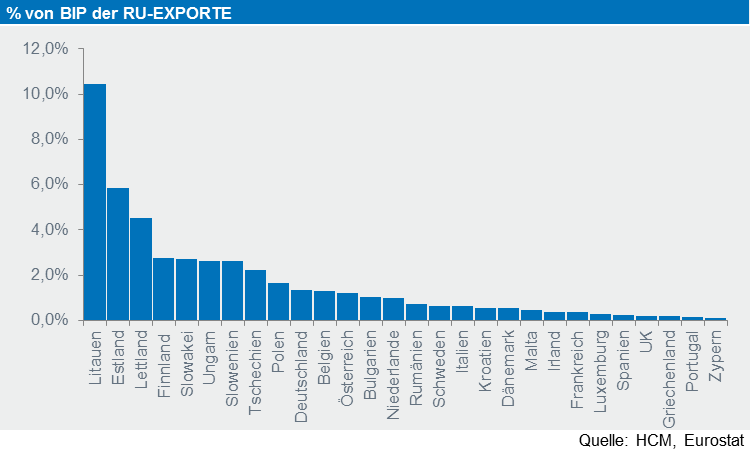 % von BIP der RU-EXPORTE
12,0%
10,0%
8,0%
6,0%
4,0%
2,0%
0,0%
Litauen
Estland
Lettland
Finnland
Slowakei
Ungarn
Slowenien
Tschechien
Polen
Deutschland
Belgien
Österreich
Bulgarien
Niederlande
Rumänien
Schweden
Italien
Kroatien
Dänemark
Malta
Irland
Frankreich
Luxemburg
Spanien
UK
Griechenland
Portugal
Zypern
Quelle: HCM, Eurostat